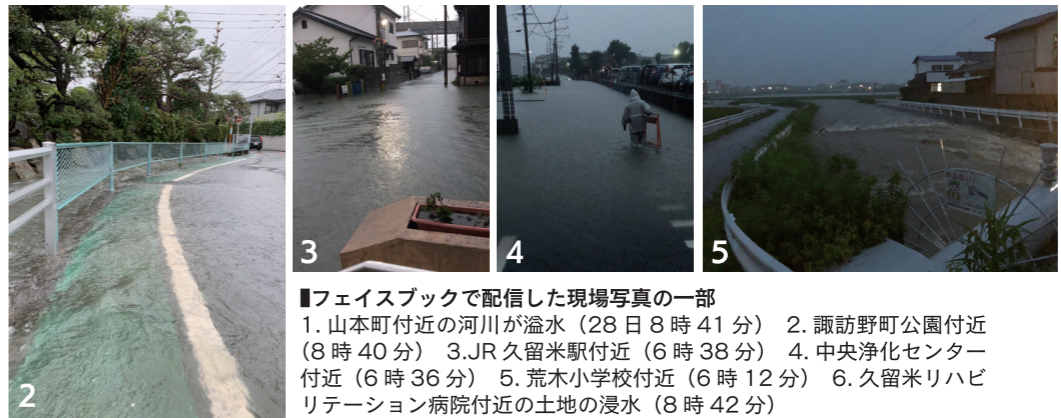 2
3
4
5
▮フェイスブックで配信した現場写真の一部
1. 山本町付近の河川が溢水（28 日 8 時 41 分） 2. 諏訪野町公園付近
（8 時 40 分） 3.JR 久留米駅付近（6 時 38 分） 4. 中央浄化センター
付近（6 時 36 分） 5. 荒木小学校付近（6 時 12 分） 6. 久留米リハビ
リテーション病院付近の土地の浸水（8 時 42 分）